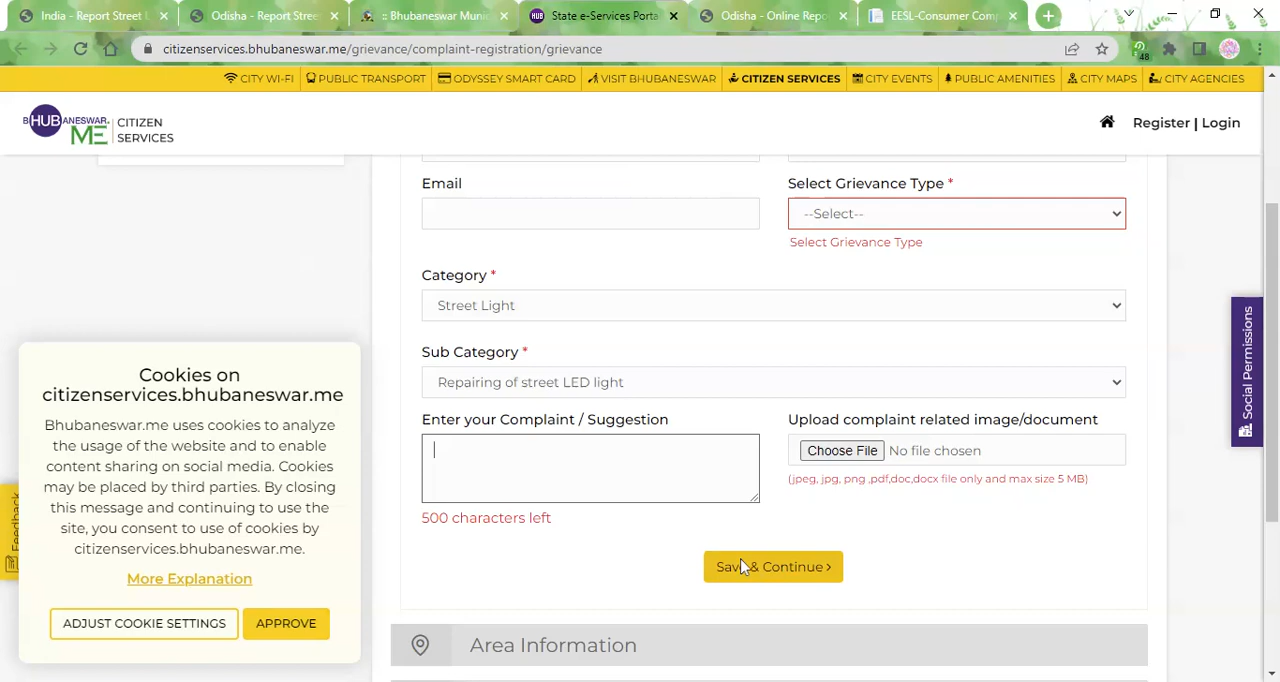 India - Report Street L
Odisha - Report Street
:: Bhubaneswar Munic
State e-Services Porta
Odisha - Online Repo
EESL-Consumer Comp
citizenservices.bhubaneswar.me/grievance/complaint-registration/grievance
48
CITY WI-FI
PUBLIC TRANSPORT
ODYSSEY SMART CARD
VISIT BHUBANESWAR
CITIZEN SERVICES
CITY EVENTS
PUBLIC AMENITIES
CITY MAPS
CITY AGENCIES
BHUBANESWAR.ME
CITIZEN
SERVICES
Register | Login
Email
Select Grievance Type *
--Select--
Select Grievance Type
Category *
Street Light
Sub Category *
Repairing of street LED light
Enter your Complaint / Suggestion
Upload complaint related image/document
Choose File No file chosen
(jpeg, jpg, png ,pdf,doc,docx file only and max size 5 MB)
500 characters left
Save & Continue ›
Area Information
Social Permissions
Feedback
Cookies on
citizenservices.bhubaneswar.me
Bhubaneswar.me uses cookies to analyze
the usage of the website and to enable
content sharing on social media. Cookies
may be placed by third parties. By closing
this message and continuing to use the
site, you consent to use of cookies by
citizenservices.bhubaneswar.me.
More Explanation
ADJUST COOKIE SETTINGS
APPROVE